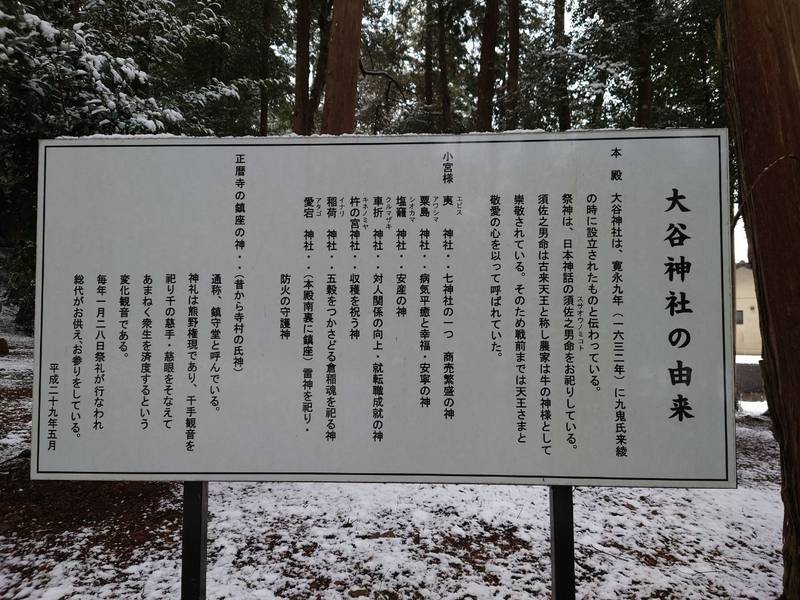 大谷神社の由来
本殿　大谷神社は、寛永九年（一六三二年）に九鬼氏来綾
の時に設立されたものと伝わっている。
祭神は、日本神話の須佐之男命をお祀りしている。
スサオウノミコト
須佐之男命は古来天王と称し農家は牛の神様として
崇敬されている。そのため戦前までは天王さまと
敬愛の心を以って呼ばれていた。
小宮様　夷　神社・・七神社の一つ　商売繁盛の神
エビス
粟島　神社・・病気平癒と幸福・安寧の神
アワシマ
塩竈　神社・・安産の神
シオカマ
車折　神社・・対人関係の向上・就転職成就の神
クルマザキ
杵の宮神社・・収穫を祝う神
キネノミヤ
稲荷　神社・・五穀をつかさどる倉稲魂を祀る神
イナリ
愛宕　神社・・（本殿南裏に鎮座）　雷神を祀り・
アタゴ
防火の守護神
正暦寺の鎮座の神・・（昔から寺村の氏神）
通称、鎮守堂と呼んでいる。
神礼は熊野権現であり、千手観音を
祀り千の慈手・慈眼をそなえて
あまねく衆生を済度するという
変化観音である。
毎年一月二八日祭礼が行なわれ
総代がお供え、お参りをしている。
平成二十九年五月